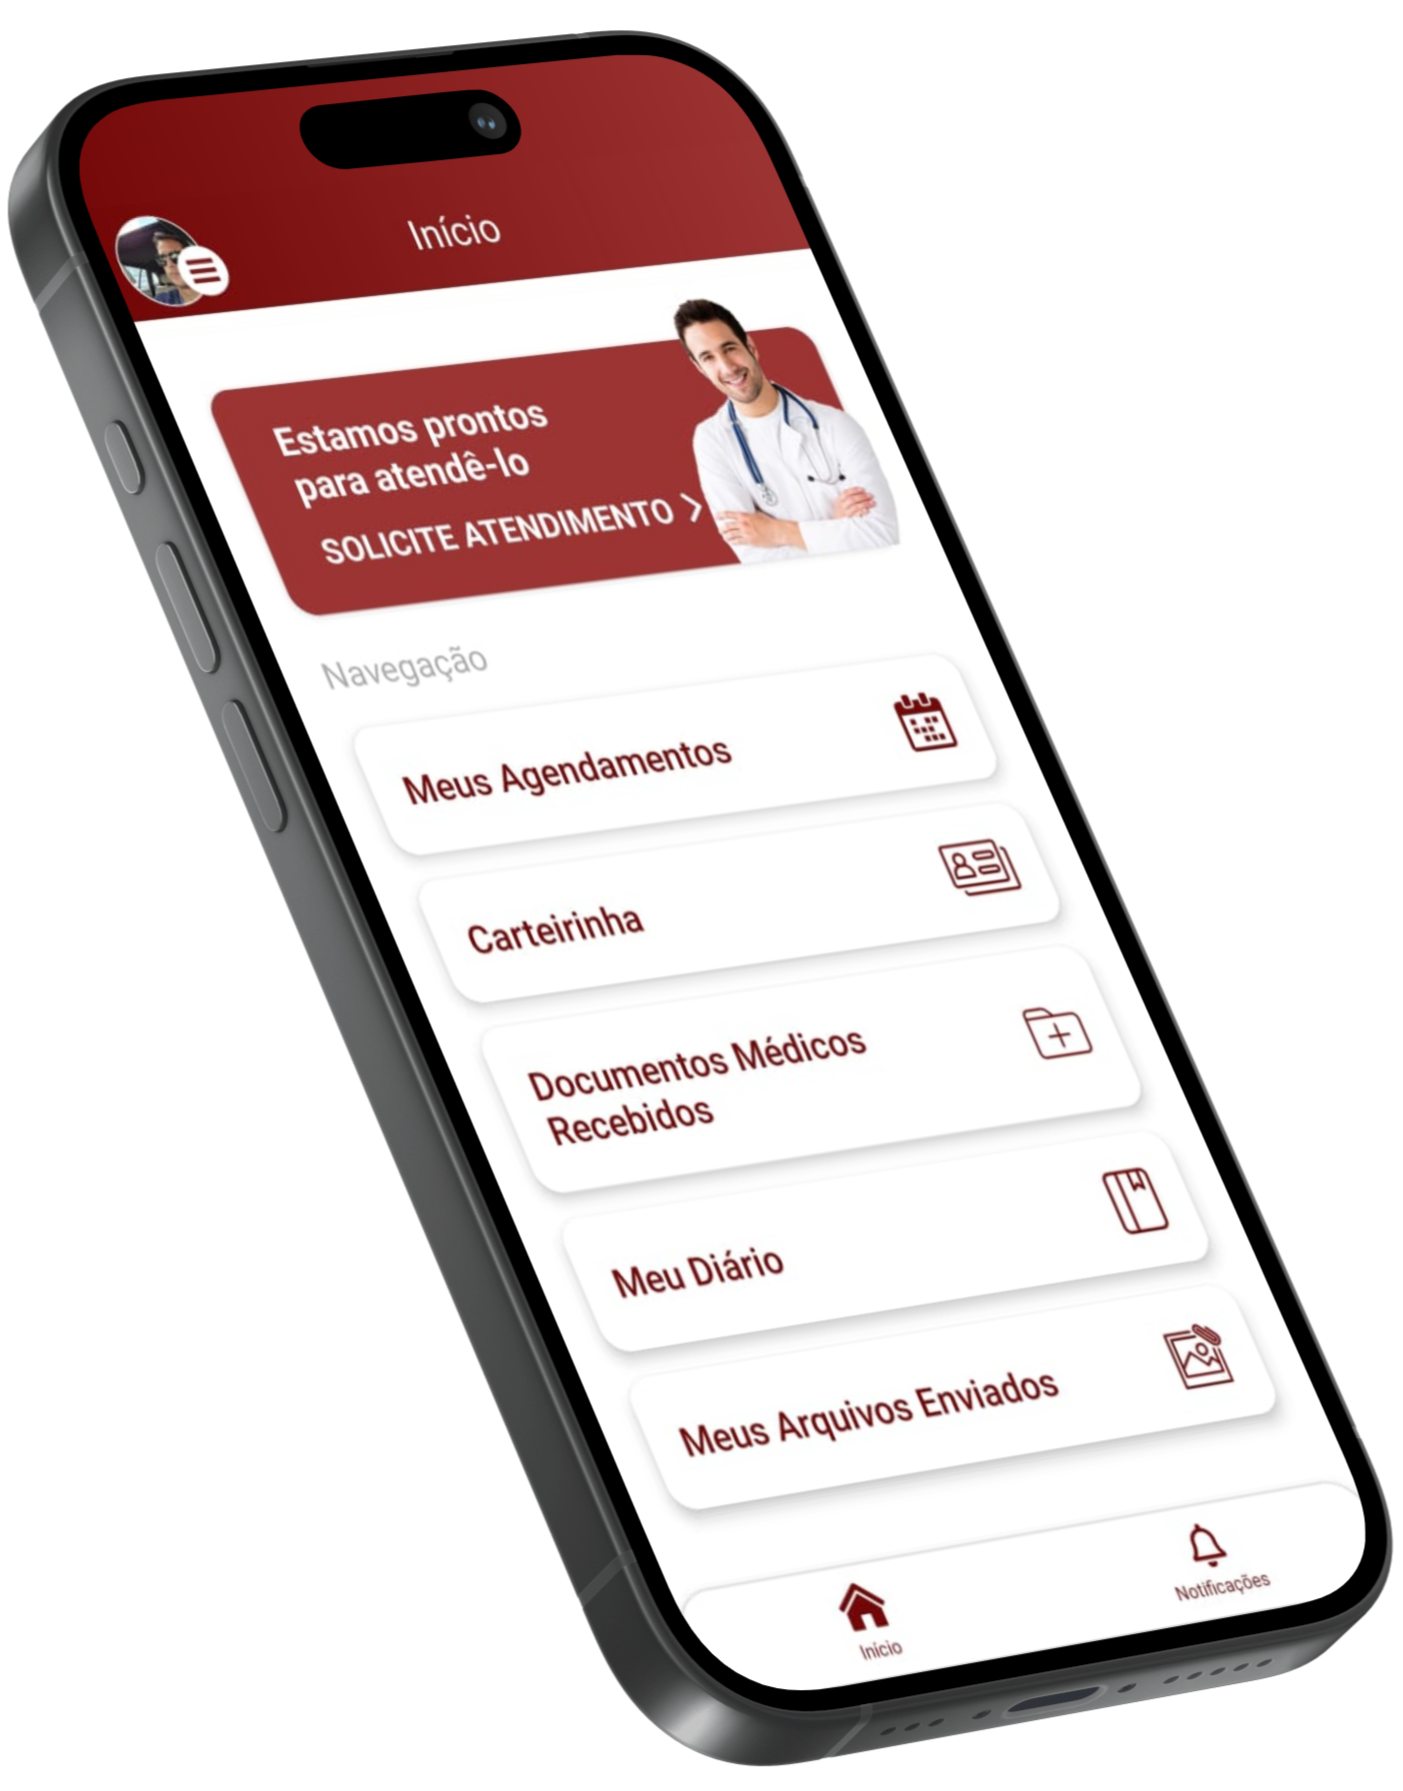 Início
Estamos prontos
para atendê-lo
SOLICITE ATENDIMENTO
Navegação
Meus Agendamentos
Carteirinha
Documentos Médicos
Recebidos
Meu Diário
Meus Arquivos Enviados
Início
Notificações